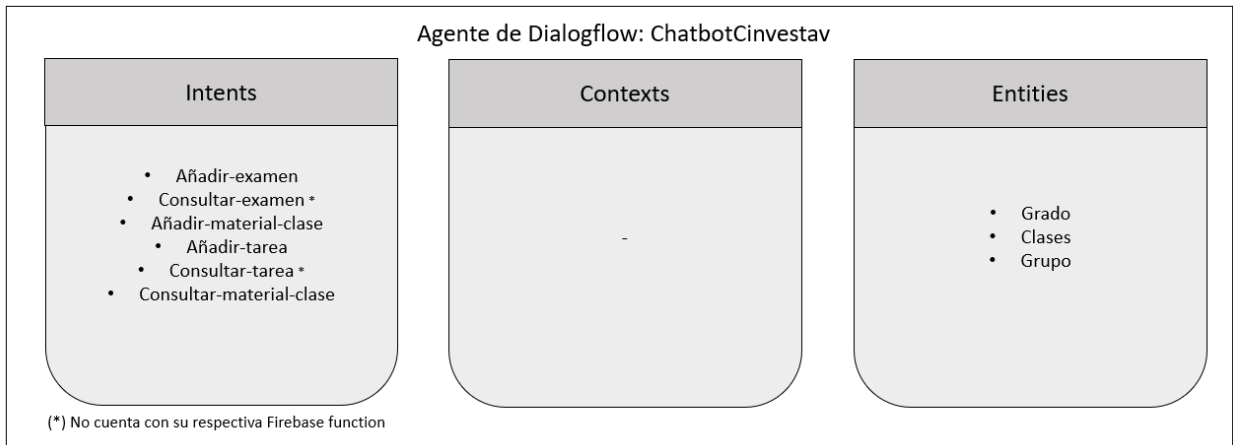 Agente de Dialogflow: ChatbotCinvestav
Intents
• Añadir-examen
• Consultar-examen *
• Añadir-material-clase
• Añadir-tarea
• Consultar-tarea *
• Consultar-material-clase
Contexts
-
Entities
• Grado
• Clases
• Grupo
(*) No cuenta con su respectiva Firebase function